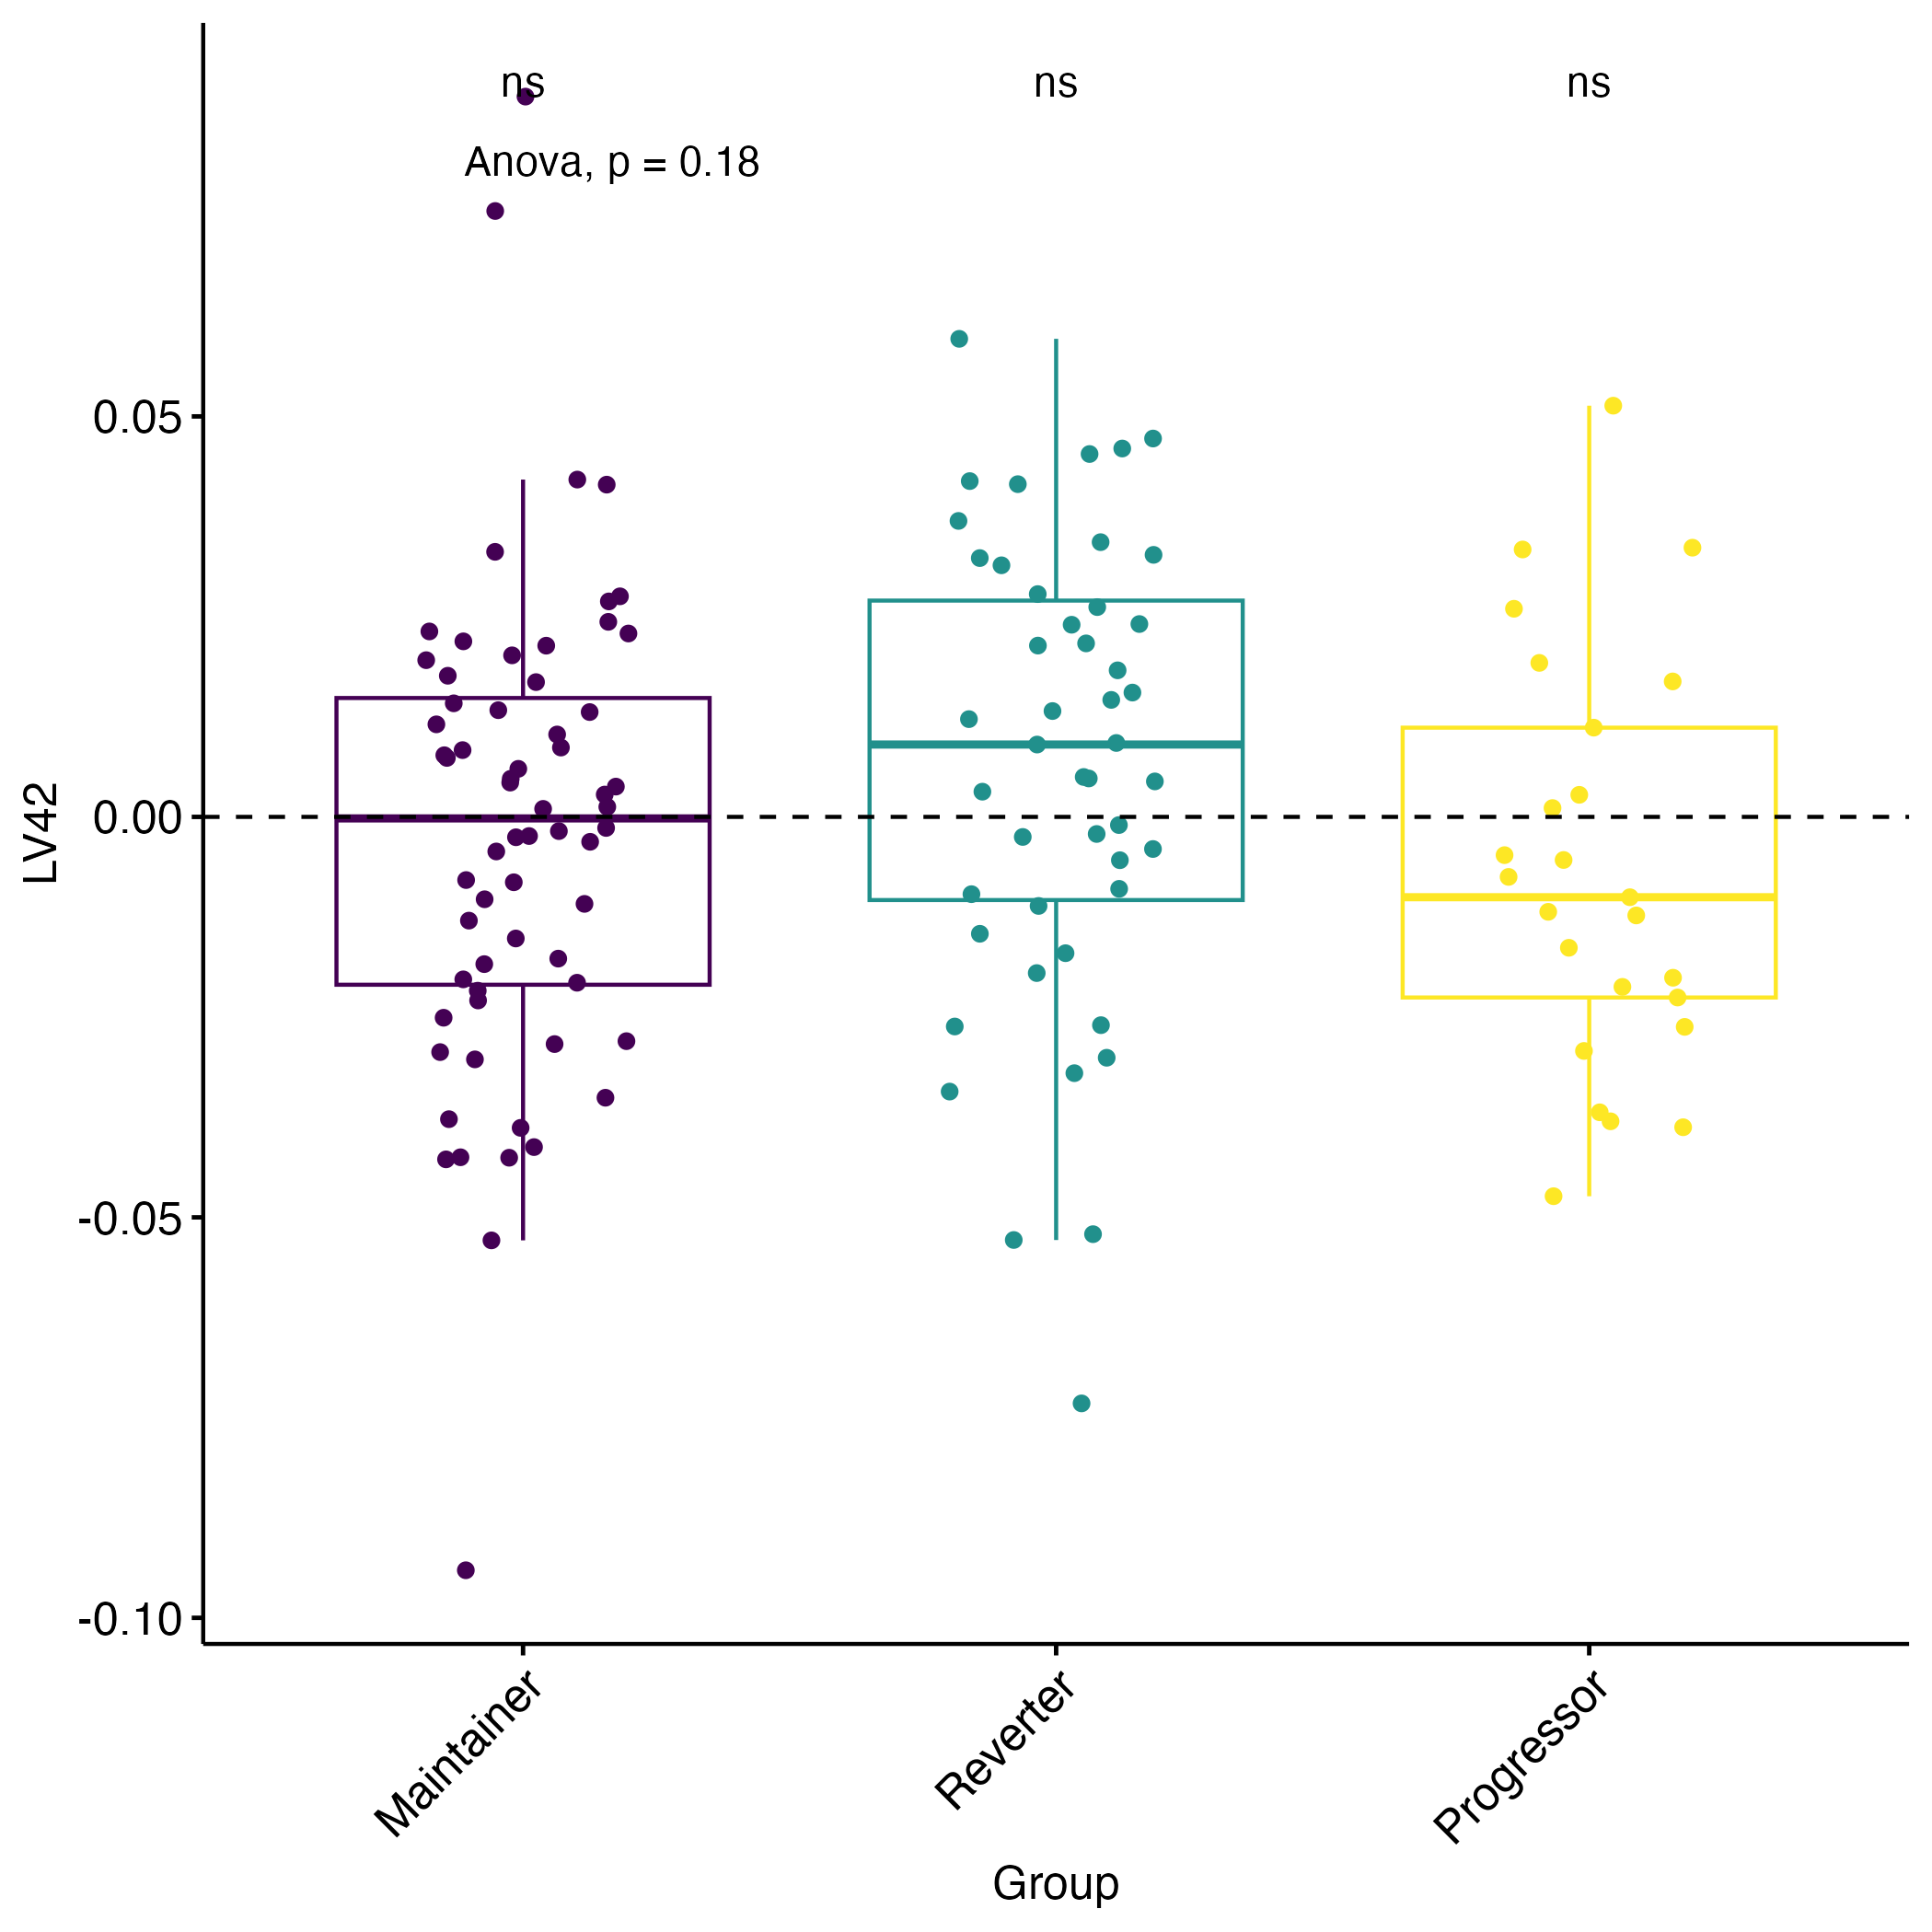 ns ns ns
Anova, p = 0.18
0.05
0.00
-0.05
-0.10
LV42
Maintainer Reverter Progressor
Group